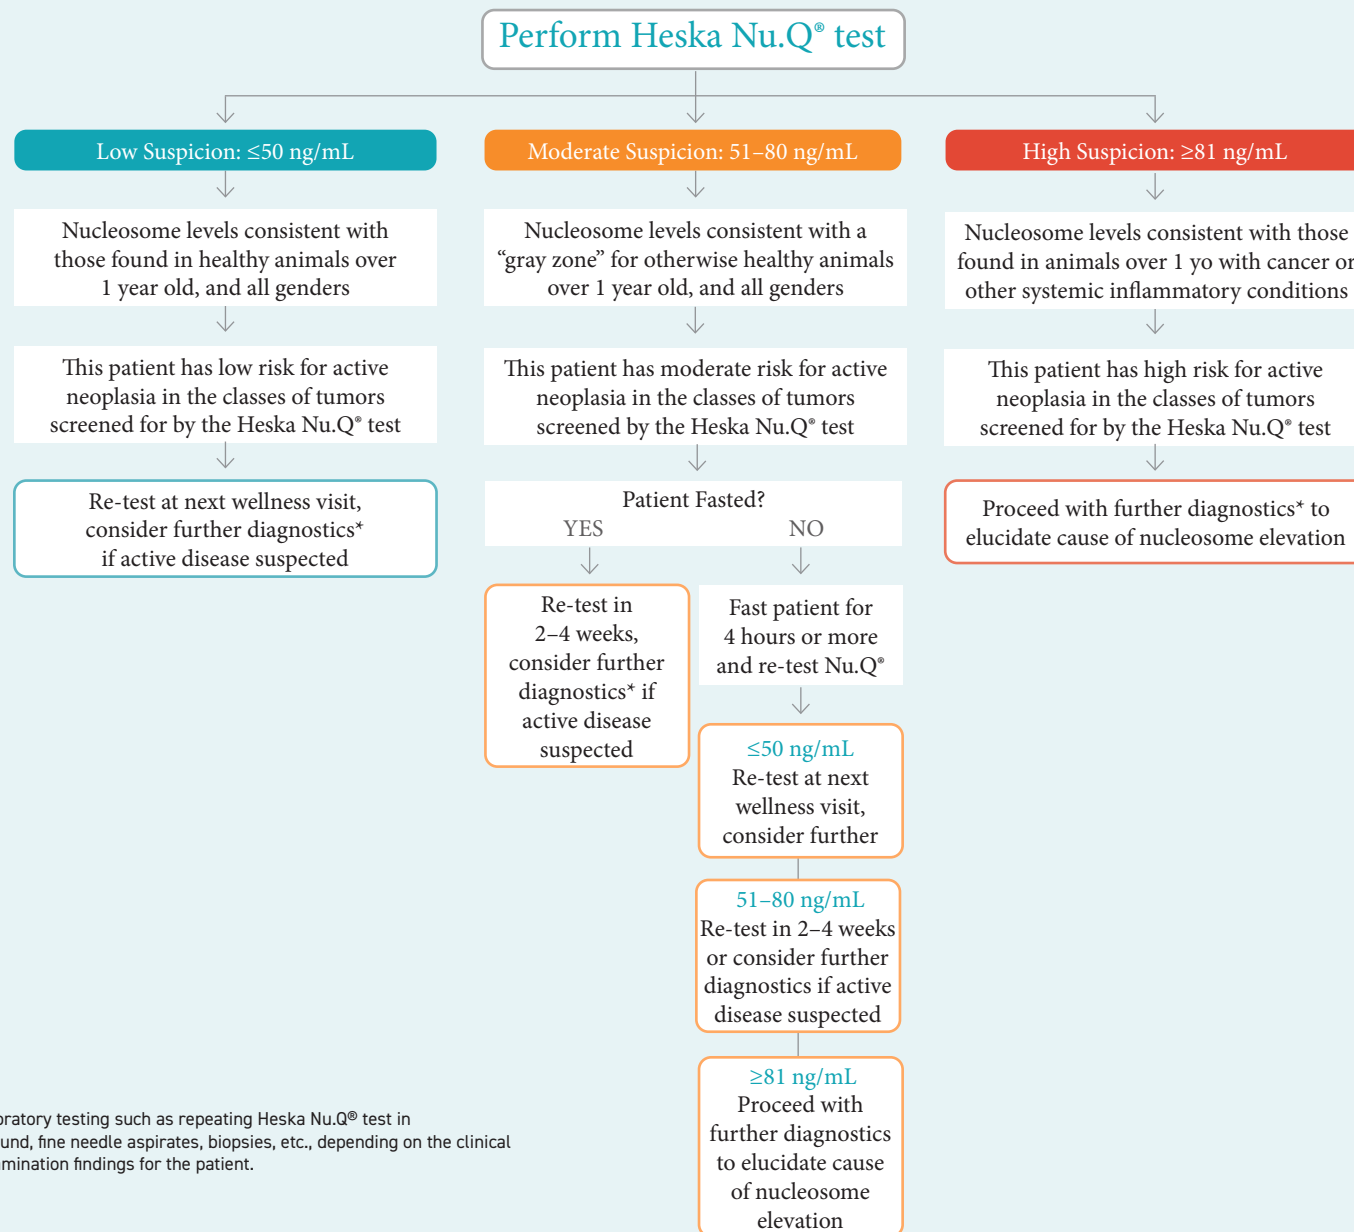 Perform Heska Nu.Q® test
Low Suspicion: ≤50 ng/mL
Nucleosome levels consistent with
those found in healthy animals over
1 year old, and all genders
This patient has low risk for active
neoplasia in the classes of tumors
screened for by the Heska Nu.Q® test
Re-test at next wellness visit,
consider further diagnostics*
if active disease suspected
Moderate Suspicion: 51–80 ng/mL
Nucleosome levels consistent with a
“gray zone” for otherwise healthy animals
over 1 year old, and all genders
This patient has moderate risk for active
neoplasia in the classes of tumors
screened by the Heska Nu.Q® test
Patient Fasted?
YES
NO
Re-test in
2–4 weeks,
consider further
diagnostics* if
active disease
suspected
Fast patient for
4 hours or more
and re-test Nu.Q®
≤50 ng/mL
Re-test at next
wellness visit,
consider further
51–80 ng/mL
Re-test in 2–4 weeks
or consider further
diagnostics if active
disease suspected
≥81 ng/mL
Proceed with
further diagnostics
to elucidate cause
of nucleosome
elevation
High Suspicion: ≥81 ng/mL
Nucleosome levels consistent with those
found in animals over 1 yo with cancer or
other systemic inflammatory conditions
This patient has high risk for active
neoplasia in the classes of tumors
screened for by the Heska Nu.Q® test
Proceed with further diagnostics* to
elucidate cause of nucleosome elevation
oratory testing such as repeating Heska Nu.Q® test in
und, fine needle aspirates, biopsies, etc., depending on the clinical
mination findings for the patient.